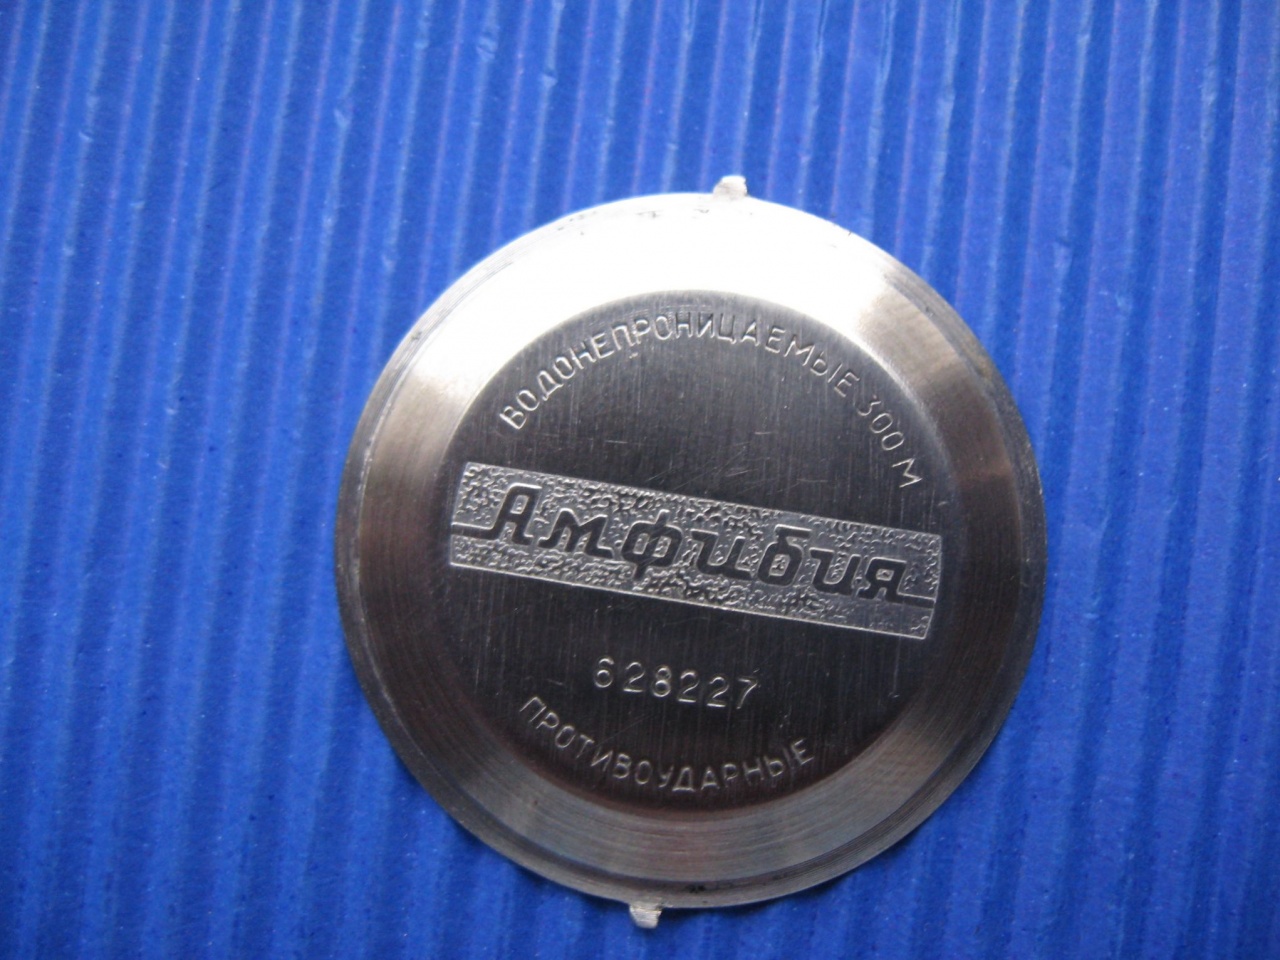 ВОДОНЕПРОНИЦАЕМЫЕ 300 М
Амфибия
628227
ПРОТИВОУДАРНЫЕ